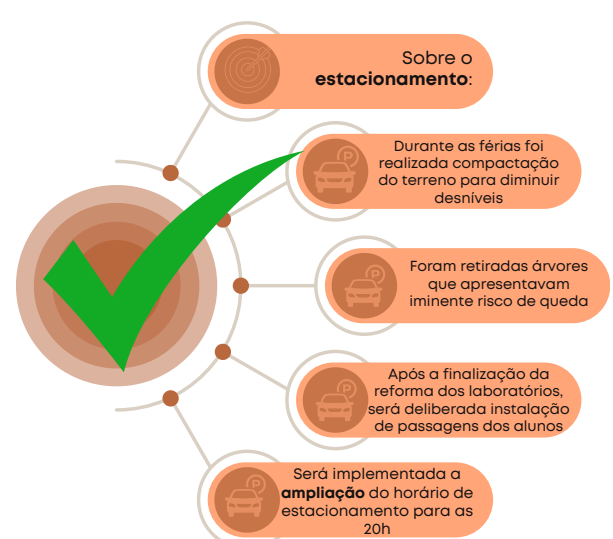 Sobre o
estacionamento:
P
Durante as férias foi
realizada compactação
do terreno para diminuir
desníveis
P
Foram retiradas árvores
que apresentavam
iminente risco de queda
P
Após a finalização da
reforma dos laboratórios,
será deliberada instalação
de passagens dos alunos
P
Será implementada a
ampliação do horário de
estacionamento para as
20h